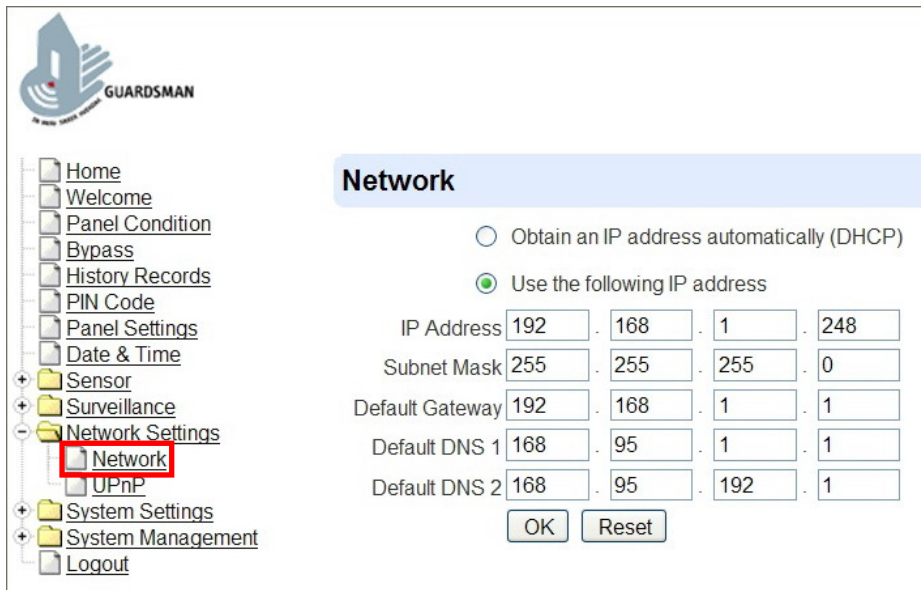 GUARDSMAN
Home
Welcome
Panel Condition
Bypass
History Records
PIN Code
Panel Settings
Date & Time
Sensor
Surveillance
Network Settings
Network
UPnP
System Settings
System Management
Logout
Network
Obtain an IP address automatically (DHCP)
Use the following IP address
IP Address 192 . 168 . 1 . 248
Subnet Mask 255 . 255 . 255 . 0
Default Gateway 192 . 168 . 1 . 1
Default DNS 1 168 . 95 . 1 . 1
Default DNS 2 168 . 95 . 192 . 1
OK Reset